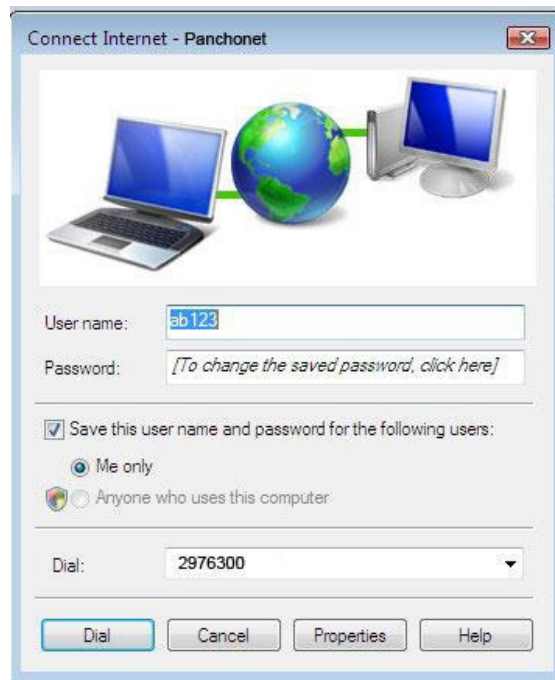 Connect Internet - Panchonet
User name: ab123
Password: [To change the saved password, click here]
Save this user name and password for the following users:
Me only
Anyone who uses this computer
Dial: 2976300
Dial Cancel Properties Help